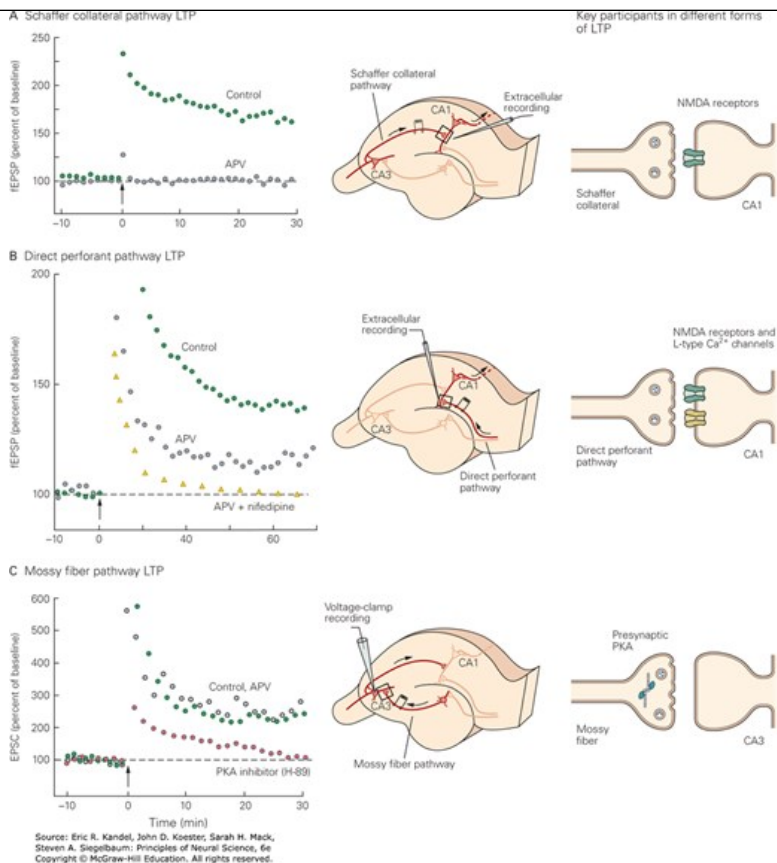 A Schaffer collateral pathway LTP
Key participants in different forms
of LTP
250
200
150
100
fEPSP (percent of baseline)
Control
APV
-10
0
10
20
30
Schaffer collateral
pathway
CA1
Extracellular
recording
CA3
NMDA receptors
Schaffer
collateral
CA1
B Direct perforant pathway LTP
200
150
100
fEPSP (percent of baseline)
Control
APV
APV + nifedipine
0
20
40
60
Extracellular
recording
CA1
CA3
Direct perforant
pathway
NMDA receptors and
L-type Ca²⁺ channels
Direct perforant
pathway
CA1
C Mossy fiber pathway LTP
600
500
400
300
200
100
EPSC (percent of baseline)
Control, APV
PKA inhibitor (H-89)
-10
0
10
20
30
Time (min)
Voltage-clamp
recording
CA1
CA3
Mossy fiber pathway
Presynaptic
PKA
Mossy
fiber
CA3
Source: Eric R. Kandel, John D. Koester, Sarah H. Mack,
Steven A. Siegelbaum: Principles of Neural Science, 6e
Copyright © McGraw-Hill Education. All rights reserved.